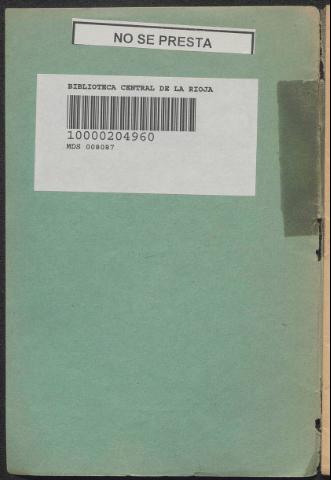 NO SE PRESTA
BIBLIOTECA CENTRAL DE LA RIOJA
10000204960
MDS 008087